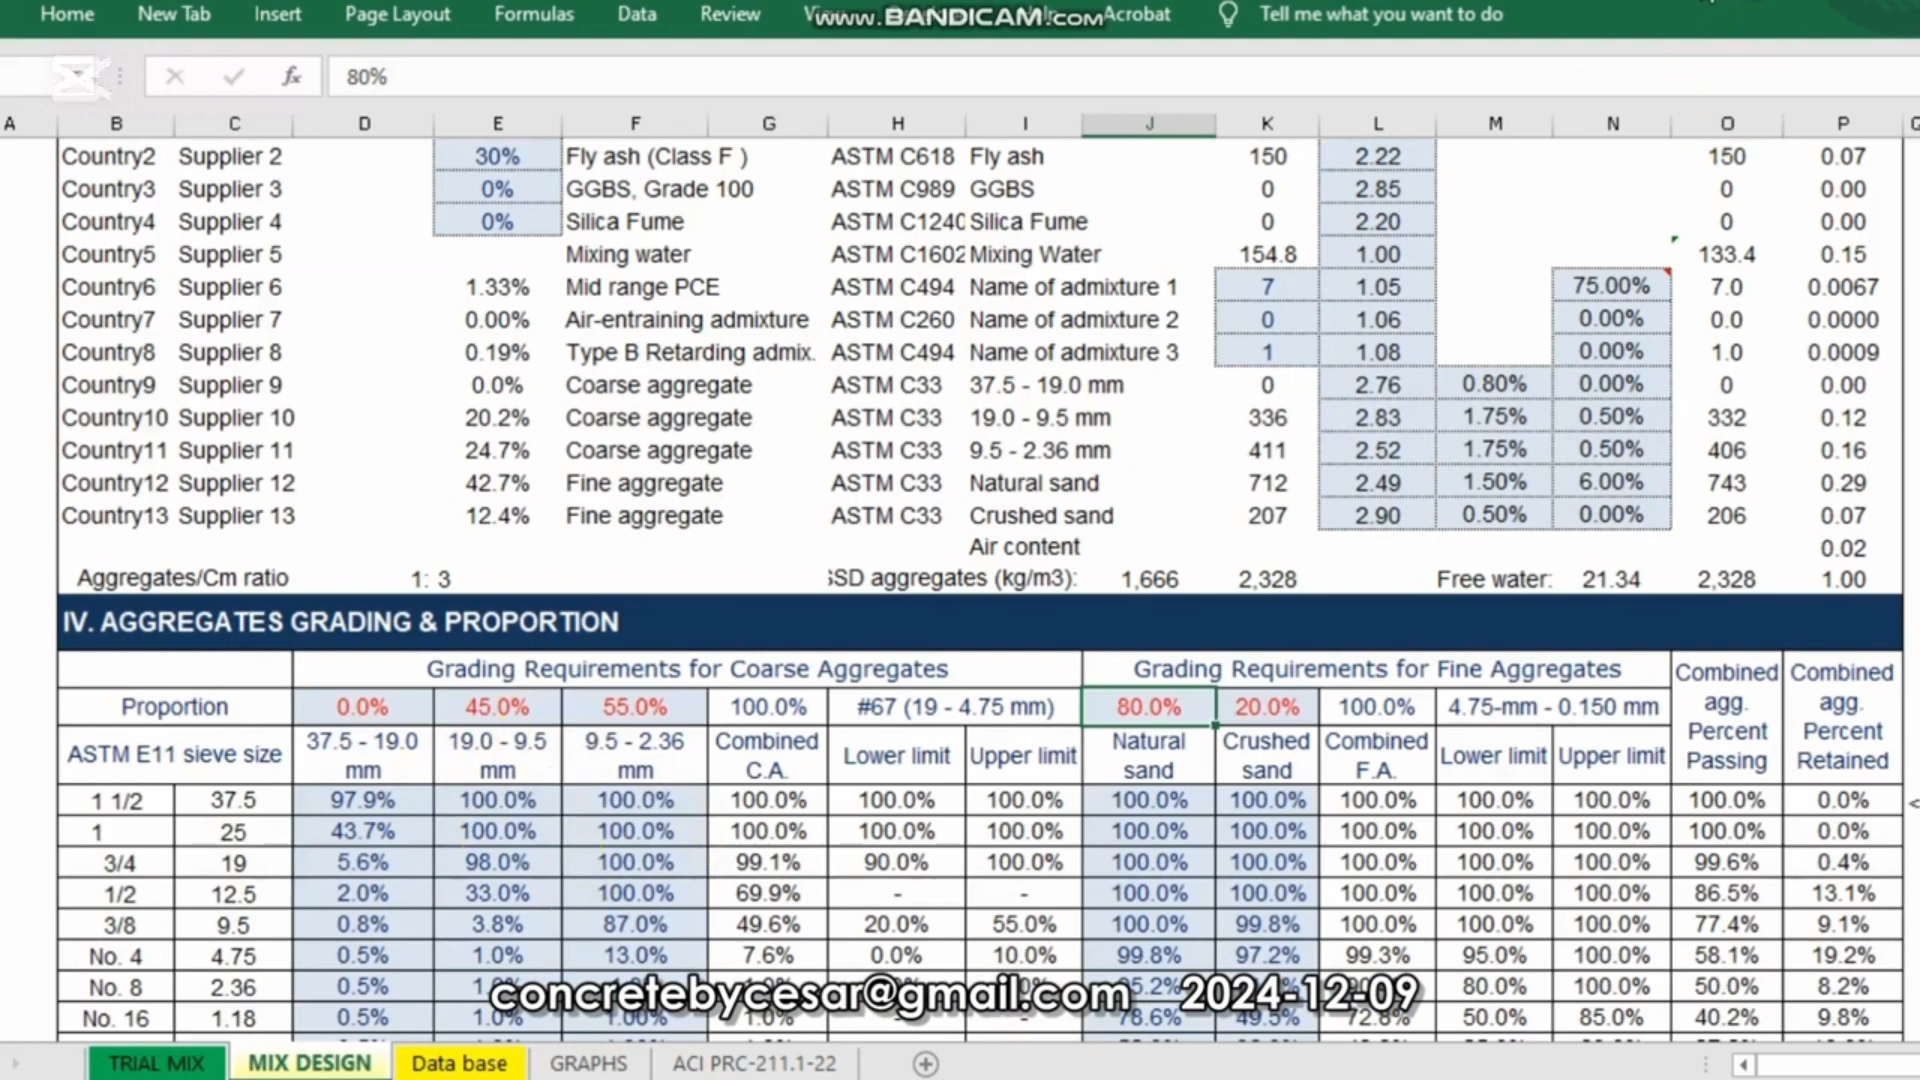 Home New Tab Insert Page Layout Formulas Data Review www.BANDICAM.com Acrobat Tell me what you want to do
fx 80%
A B C D E F G H I J K L M N O P
Country2 Supplier 2 30% Fly ash (Class F ) ASTM C618 Fly ash 150 2.22 150 0.07
Country3 Supplier 3 0% GGBS, Grade 100 ASTM C989 GGBS 0 2.85 0 0.00
Country4 Supplier 4 0% Silica Fume ASTM C1240 Silica Fume 0 2.20 0 0.00
Country5 Supplier 5 Mixing water ASTM C1602 Mixing Water 154.8 1.00 133.4 0.15
Country6 Supplier 6 1.33% Mid range PCE ASTM C494 Name of admixture 1 7 1.05 75.00% 7.0 0.0067
Country7 Supplier 7 0.00% Air-entraining admixture ASTM C260 Name of admixture 2 0 1.06 0.00% 0.0 0.0000
Country8 Supplier 8 0.19% Type B Retarding admix. ASTM C494 Name of admixture 3 1 1.08 0.00% 1.0 0.0009
Country9 Supplier 9 0.0% Coarse aggregate ASTM C33 37.5 - 19.0 mm 0 2.76 0.80% 0.00% 0 0.00
Country10 Supplier 10 20.2% Coarse aggregate ASTM C33 19.0 - 9.5 mm 336 2.83 1.75% 0.50% 332 0.12
Country11 Supplier 11 24.7% Coarse aggregate ASTM C33 9.5 - 2.36 mm 411 2.52 1.75% 0.50% 406 0.16
Country12 Supplier 12 42.7% Fine aggregate ASTM C33 Natural sand 712 2.49 1.50% 6.00% 743 0.29
Country13 Supplier 13 12.4% Fine aggregate ASTM C33 Crushed sand 207 2.90 0.50% 0.00% 206 0.07
Air content 0.02
Aggregates/Cm ratio 1: 3 SSD aggregates (kg/m3): 1,666 2,328 Free water: 21.34 2,328 1.00
IV. AGGREGATES GRADING & PROPORTION
Grading Requirements for Coarse Aggregates Grading Requirements for Fine Aggregates Combined agg. Percent Passing Combined agg. Percent Retained
Proportion 0.0% 45.0% 55.0% 100.0% #67 (19 - 4.75 mm) 80.0% 20.0% 100.0% 4.75-mm - 0.150 mm
ASTM E11 sieve size 37.5 - 19.0 mm 19.0 - 9.5 mm 9.5 - 2.36 mm Combined C.A. Lower limit Upper limit Natural sand Crushed sand Combined F.A. Lower limit Upper limit
1 1/2 37.5 97.9% 100.0% 100.0% 100.0% 100.0% 100.0% 100.0% 100.0% 100.0% 100.0% 100.0% 100.0% 0.0%
1 25 43.7% 100.0% 100.0% 100.0% 100.0% 100.0% 100.0% 100.0% 100.0% 100.0% 100.0% 100.0% 0.0%
3/4 19 5.6% 98.0% 100.0% 99.1% 90.0% 100.0% 100.0% 100.0% 100.0% 100.0% 100.0% 99.6% 0.4%
1/2 12.5 2.0% 33.0% 100.0% 69.9% - - 100.0% 100.0% 100.0% 100.0% 100.0% 86.5% 13.1%
3/8 9.5 0.8% 3.8% 87.0% 49.6% 20.0% 55.0% 100.0% 99.8% 100.0% 100.0% 100.0% 77.4% 9.1%
No. 4 4.75 0.5% 1.0% 13.0% 7.6% 0.0% 10.0% 99.8% 97.2% 99.3% 95.0% 100.0% 58.1% 19.2%
No. 8 2.36 0.5% 80.0% 100.0% 50.0% 8.2%
concretebycesar@gmail.com 2024-12-09
No. 16 1.18 0.5% 1.0% 1.00% 1.0% - - 78.6% 49.5% 72.8% 50.0% 85.0% 40.2% 9.8%
TRIAL MIX MIX DESIGN Data base GRAPHS ACI PRC-211.1-22